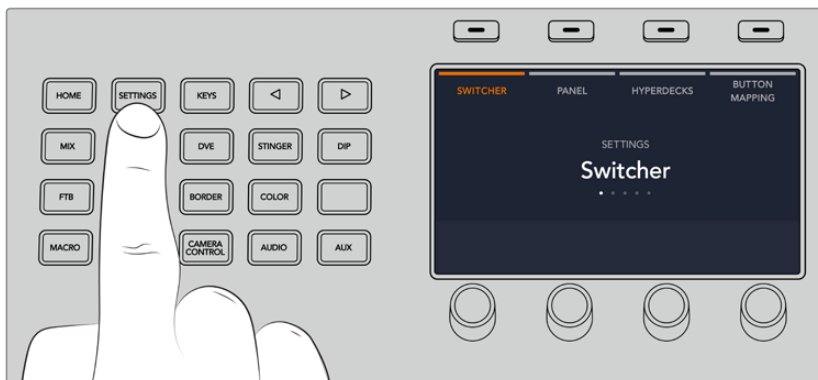 HOME
SETTINGS
KEYS
MIX
DVE
STINGER
DIP
FTB
BORDER
COLOR
MACRO
CAMERA
CONTROL
AUDIO
AUX
SWITCHER
PANEL
HYPERDECKS
BUTTON
MAPPING
SETTINGS
Switcher